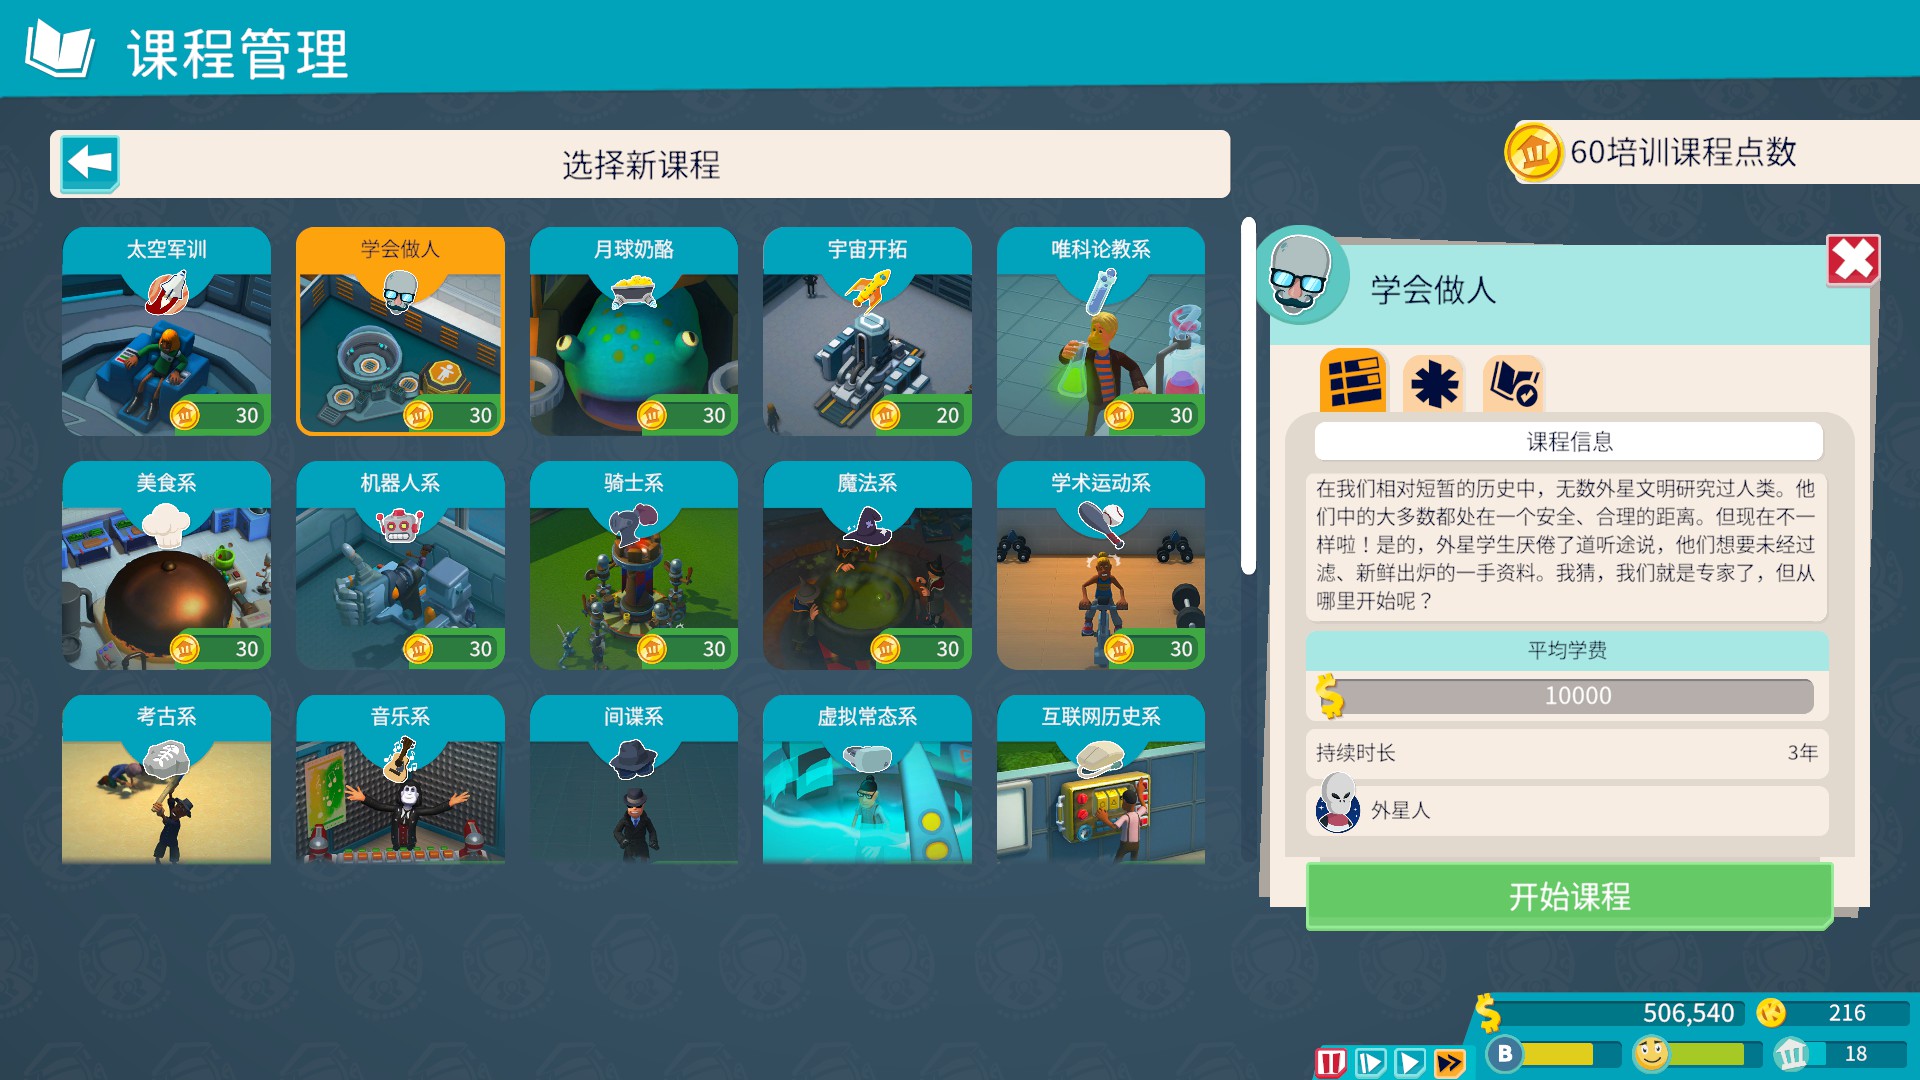 课程管理
选择新课程
60培训课程点数
太空军训
学会做人
月球奶酪
宇宙开拓
唯科论教系
30
30
30
20
30
美食系
机器人系
骑士系
魔法系
学术运动系
30
30
30
30
30
考古系
音乐系
间谍系
虚拟常态系
互联网历史系
学会做人
课程信息
在我们相对短暂的历史中，无数外星文明研究过人类。他
们中的大多数都处在一个安全、合理的距离。但现在不一
样啦！是的，外星学生厌倦了道听途说，他们想要未经过
滤、新鲜出炉的一手资料。我猜，我们就是专家了，但从
哪里开始呢？
平均学费
10000
持续时长 3年
外星人
开始课程
506,540
216
B
18